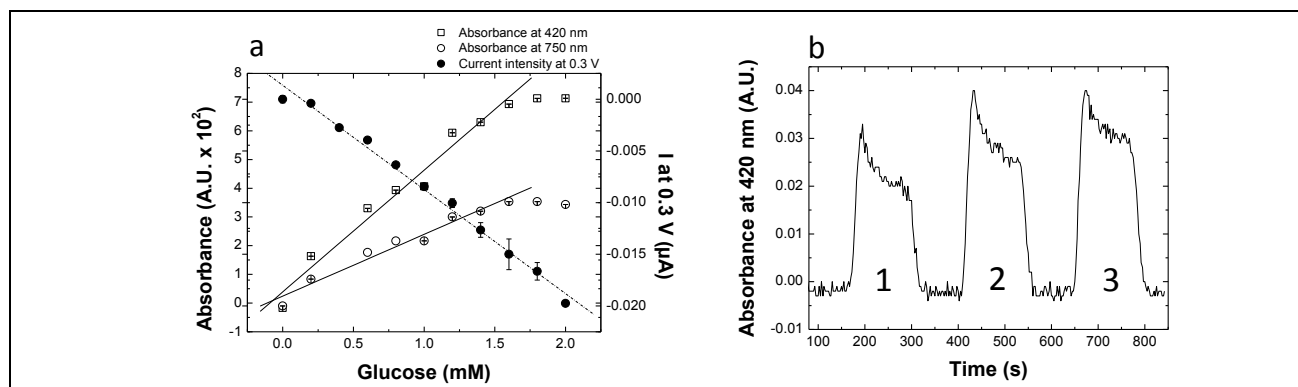 a
Absorbance at 420 nm
Absorbance at 750 nm
Current intensity at 0.3 V
8
7
6
5
4
3
2
1
0
-1
Absorbance (A.U. x 10²)
0.000
-0.005
-0.010
-0.015
-0.020
I at 0.3 V (µA)
0.0 0.5 1.0 1.5 2.0
Glucose (mM)
b
0.04
0.03
0.02
0.01
0.00
-0.01
Absorbance at 420 nm (A.U.)
1 2 3
100 200 300 400 500 600 700 800
Time (s)